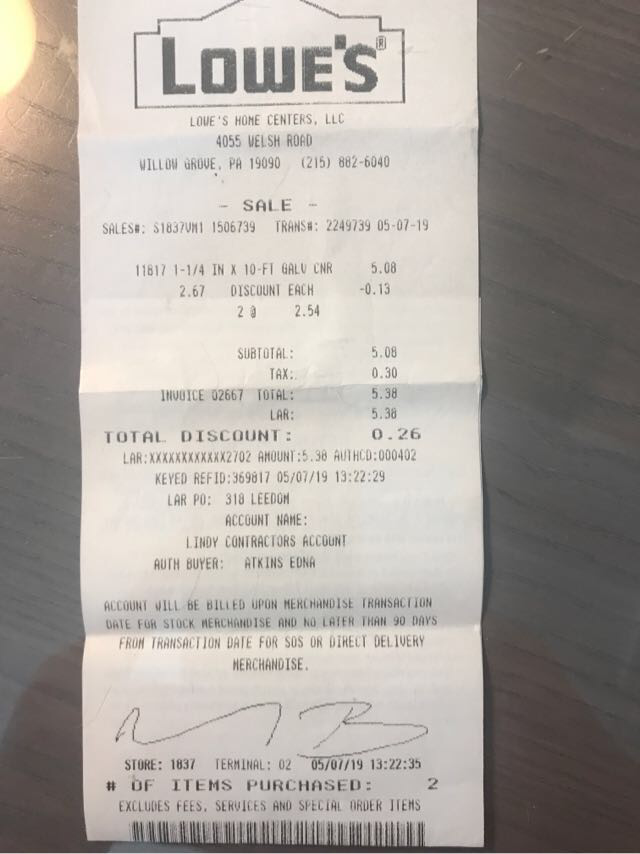 LOWE'S®
LOWE'S HOME CENTERS, LLC
4055 WELSH ROAD
WILLOW GROVE, PA 19090 (215) 882-6040
- SALE -
SALES#: S1837VM1 1506739 TRANS#: 2249739 05-07-19
11817 1-1/4 IN X 10-FT GALV CNR 5.08
2.67 DISCOUNT EACH -0.13
2 @ 2.54
SUBTOTAL: 5.08
TAX: 0.30
INVOICE 02667 TOTAL: 5.38
LAR: 5.38
TOTAL DISCOUNT: 0.26
LAR:XXXXXXXXXXXX2702 AMOUNT:5.38 AUTHCD:000402
KEYED REFID:369817 05/07/19 13:22:29
LAR PO: 318 LEEDOM
ACCOUNT NAME:
LINDY CONTRACTORS ACCOUNT
AUTH BUYER: ATKINS EDNA
ACCOUNT WILL BE BILLED UPON MERCHANDISE TRANSACTION
DATE FOR STOCK MERCHANDISE AND NO LATER THAN 90 DAYS
FROM TRANSACTION DATE FOR SOS OR DIRECT DELIVERY
MERCHANDISE.
STORE: 1837 TERMINAL: 02 05/07/19 13:22:35
# OF ITEMS PURCHASED: 2
EXCLUDES FEES, SERVICES AND SPECIAL ORDER ITEMS